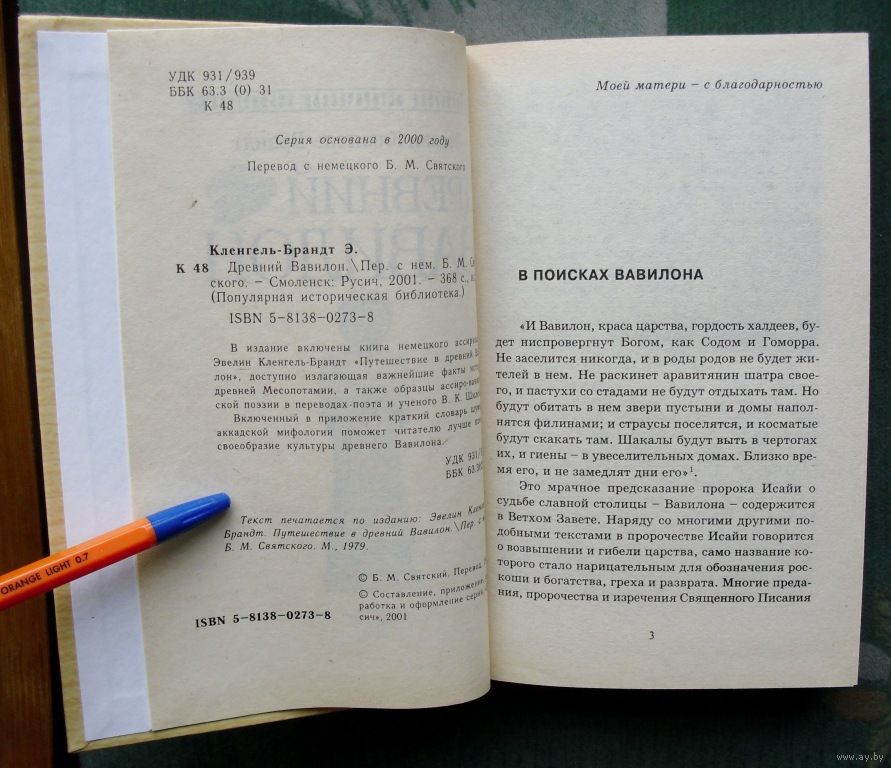 УДК 931/939
ББК 63.3 (0) 31
К 48
Серия основана в 2000 году
Перевод с немецкого Б. М. Святского
Кленгель-Брандт Э.
К 48 Древний Вавилон.\Пер. с нем. Б. М.
ского. – Смоленск: Русич, 2001. – 368 с.,
(Популярная историческая библиотека.)
ISBN 5-8138-0273-8
В издание включены книга немецкого
Эвелин Кленгель-Брандт «Путешествие в древний
лон», доступно излагающая важнейшие факты
древней Месопотамии, а также образцы
ской поэзии в переводах поэта и ученого В. К.
Включенный в приложение краткий словарь
аккадской мифологии поможет читателю лучше
своеобразие культуры древнего Вавилона.
УДК
ББК
Текст печатается по изданию: Эвелин
Брандт. Путешествие в древний Вавилон.\Пер. с
Б. М. Святского. М., 1979.
© Б. М. Святский, Перевод,
© Составление, приложение,
работка и оформление серии,
сич», 2001
ISBN 5-8138-0273-8
Моей матери – с благодарностью
В ПОИСКАХ ВАВИЛОНА
«И Вавилон, краса царства, гордость халдеев, бу-
дет ниспровергнут Богом, как Содом и Гоморра.
Не заселится никогда, и в роды родов не будет жи-
телей в нем. Не раскинет аравитянин шатра свое-
го, и пастухи со стадами не будут отдыхать там. Но
будут обитать в нем звери пустыни и домы напол-
нятся филинами; и страусы поселятся, и косматые
будут скакать там. Шакалы будут выть в чертогах
их, и гиены – в увеселительных домах. Близко вре-
мя его, и не замедлят дни его»¹.
Это мрачное предсказание пророка Исайи о
судьбе славной столицы – Вавилона – содержится
в Ветхом Завете. Наряду со многими другими по-
добными текстами в пророчестве Исайи говорится
о возвышении и гибели царства, само название ко-
торого стало нарицательным для обозначения рос-
коши и богатства, греха и разврата. Многие преда-
ния, пророчества и изречения Священного Писания
3
ORANGE LIGHT 0.7
www.ay.by